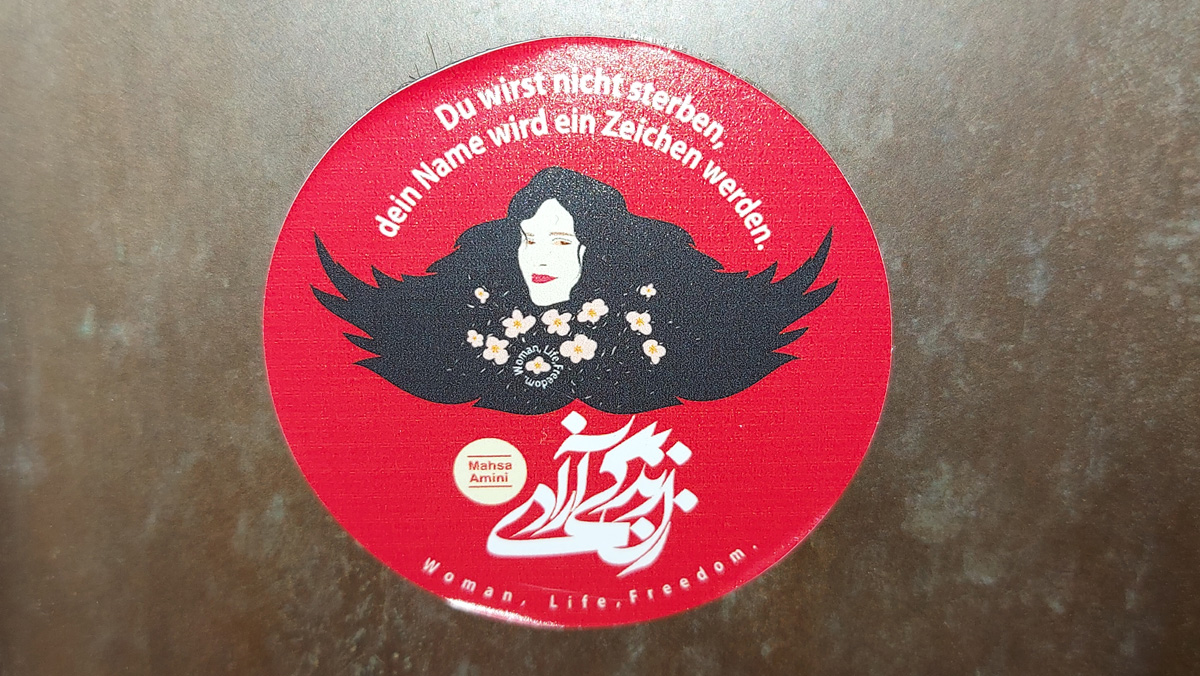 Du wirst nicht sterben,
dein Name wird ein Zeichen werden.
Woman, Life, Freedom.
Mahsa
Amini
زن زندگی آزادی
Woman, Life, Freedom.